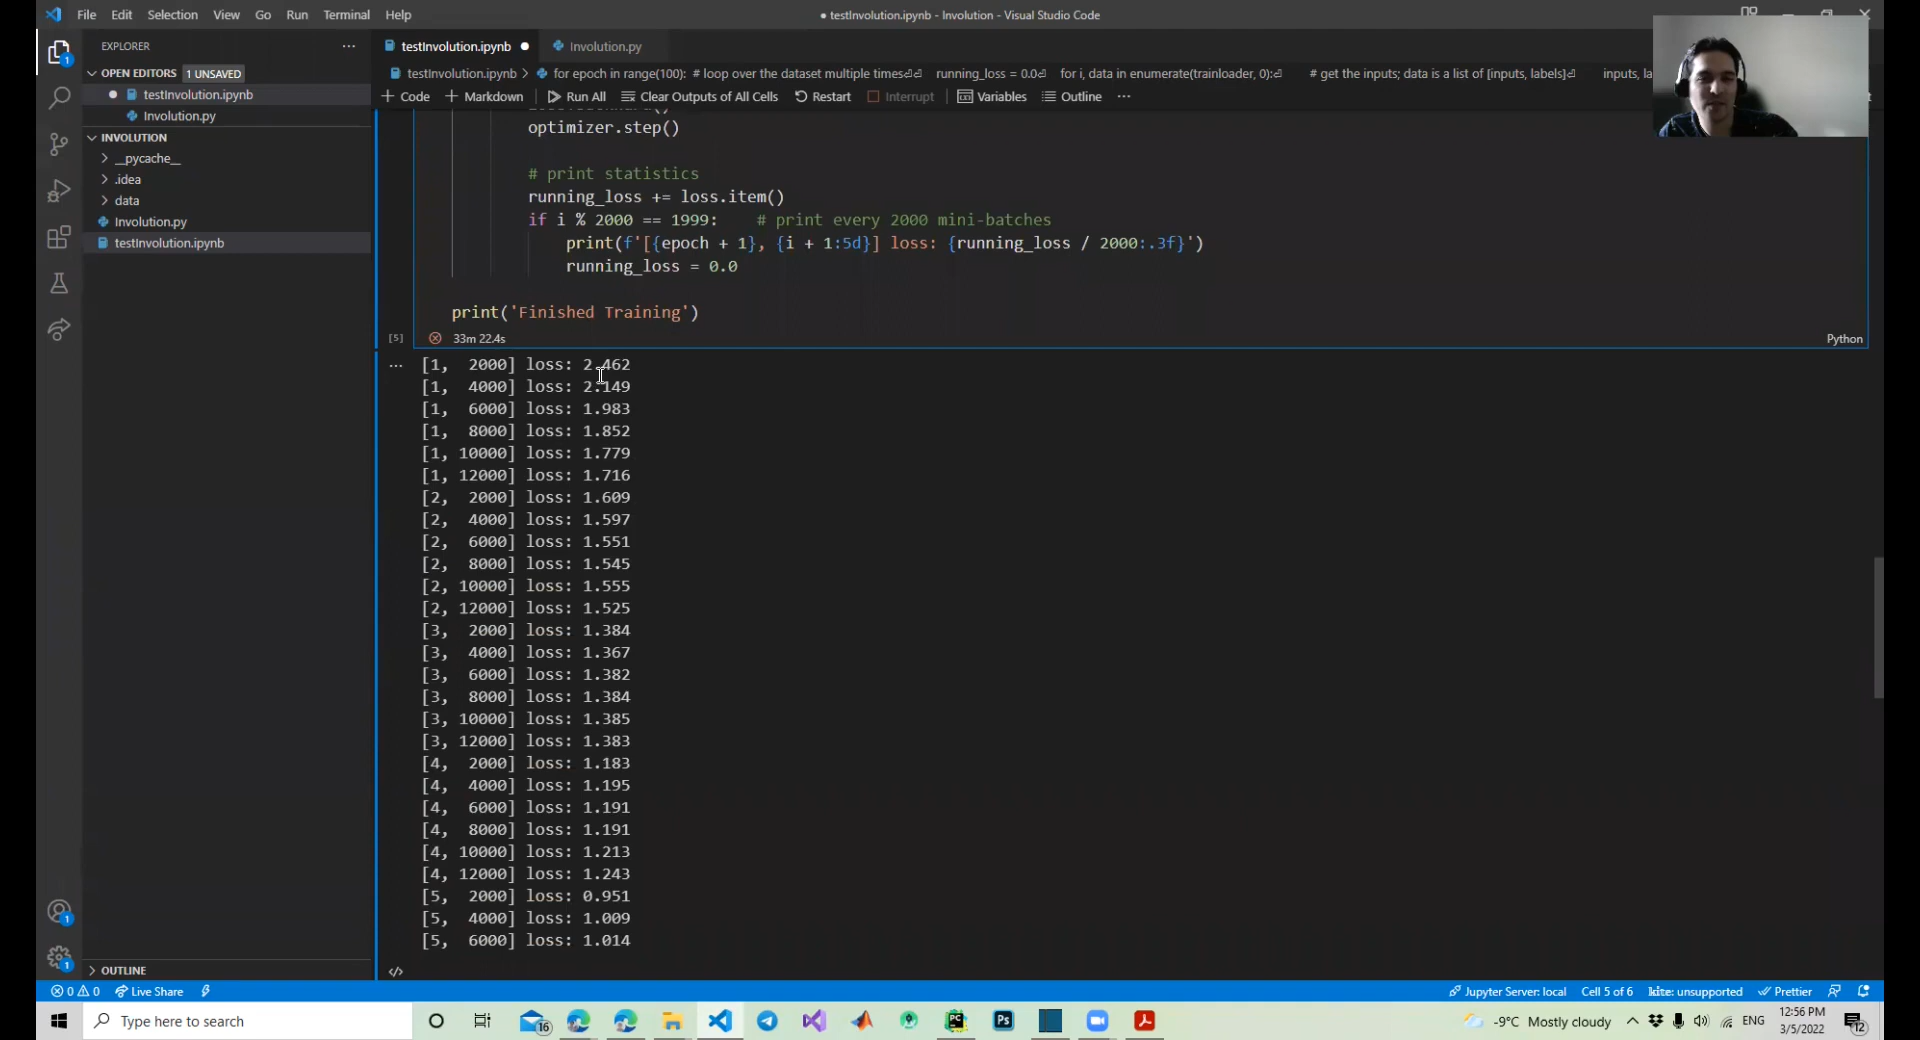 File Edit Selection View Go Run Terminal Help
● testInvolution.ipynb - Involution - Visual Studio Code
EXPLORER
OPEN EDITORS 1 UNSAVED
testInvolution.ipynb
Involution.py
INVOLUTION
__pycache__
.idea
data
Involution.py
testInvolution.ipynb
OUTLINE
testInvolution.ipynb ● Involution.py
testInvolution.ipynb > for epoch in range(100): # loop over the dataset multiple times running_loss = 0.0 for i, data in enumerate(trainloader, 0): # get the inputs; data is a list of [inputs, labels] inputs, la
+ Code + Markdown Run All Clear Outputs of All Cells Restart Interrupt Variables Outline ...
optimizer.step()
# print statistics
running_loss += loss.item()
if i % 2000 == 1999: # print every 2000 mini-batches
print(f'[{epoch + 1}, {i + 1:5d}] loss: {running_loss / 2000:.3f}')
running_loss = 0.0
print('Finished Training')
[5] 33m 22.4s Python
[1, 2000] loss: 2.462
[1, 4000] loss: 2.149
[1, 6000] loss: 1.983
[1, 8000] loss: 1.852
[1, 10000] loss: 1.779
[1, 12000] loss: 1.716
[2, 2000] loss: 1.609
[2, 4000] loss: 1.597
[2, 6000] loss: 1.551
[2, 8000] loss: 1.545
[2, 10000] loss: 1.555
[2, 12000] loss: 1.525
[3, 2000] loss: 1.384
[3, 4000] loss: 1.367
[3, 6000] loss: 1.382
[3, 8000] loss: 1.384
[3, 10000] loss: 1.385
[3, 12000] loss: 1.383
[4, 2000] loss: 1.183
[4, 4000] loss: 1.195
[4, 6000] loss: 1.191
[4, 8000] loss: 1.191
[4, 10000] loss: 1.213
[4, 12000] loss: 1.243
[5, 2000] loss: 0.951
[5, 4000] loss: 1.009
[5, 6000] loss: 1.014
0 0 Live Share Jupyter Server: local Cell 5 of 6 kite: unsupported Prettier
Type here to search 16 -9°C Mostly cloudy ENG 12:56 PM
3/5/2022 12